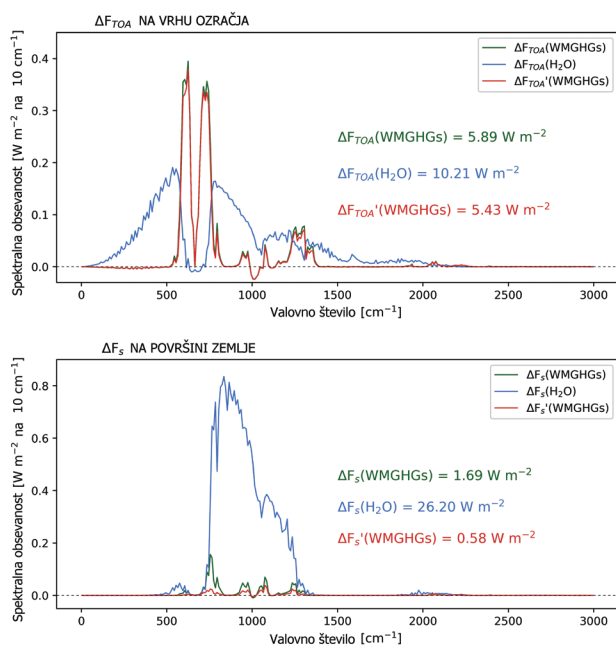 ΔF_TOA NA VRHU OZRAČJA
Spektralna obsevanost [W m⁻² na 10 cm⁻¹]
0.4
0.3
0.2
0.1
0.0
ΔF_TOA(WMGHGs)
ΔF_TOA(H₂O)
ΔF_TOA'(WMGHGs)
ΔF_TOA(WMGHGs) = 5.89 W m⁻²
ΔF_TOA(H₂O) = 10.21 W m⁻²
ΔF_TOA'(WMGHGs) = 5.43 W m⁻²
0 500 1000 1500 2000 2500 3000
Valovno število [cm⁻¹]
ΔF_s NA POVRŠINI ZEMLJE
Spektralna obsevanost [W m⁻² na 10 cm⁻¹]
0.8
0.6
0.4
0.2
0.0
ΔF_s(WMGHGs)
ΔF_s(H₂O)
ΔF_s'(WMGHGs)
ΔF_s(WMGHGs) = 1.69 W m⁻²
ΔF_s(H₂O) = 26.20 W m⁻²
ΔF_s'(WMGHGs) = 0.58 W m⁻²
0 500 1000 1500 2000 2500 3000
Valovno število [cm⁻¹]